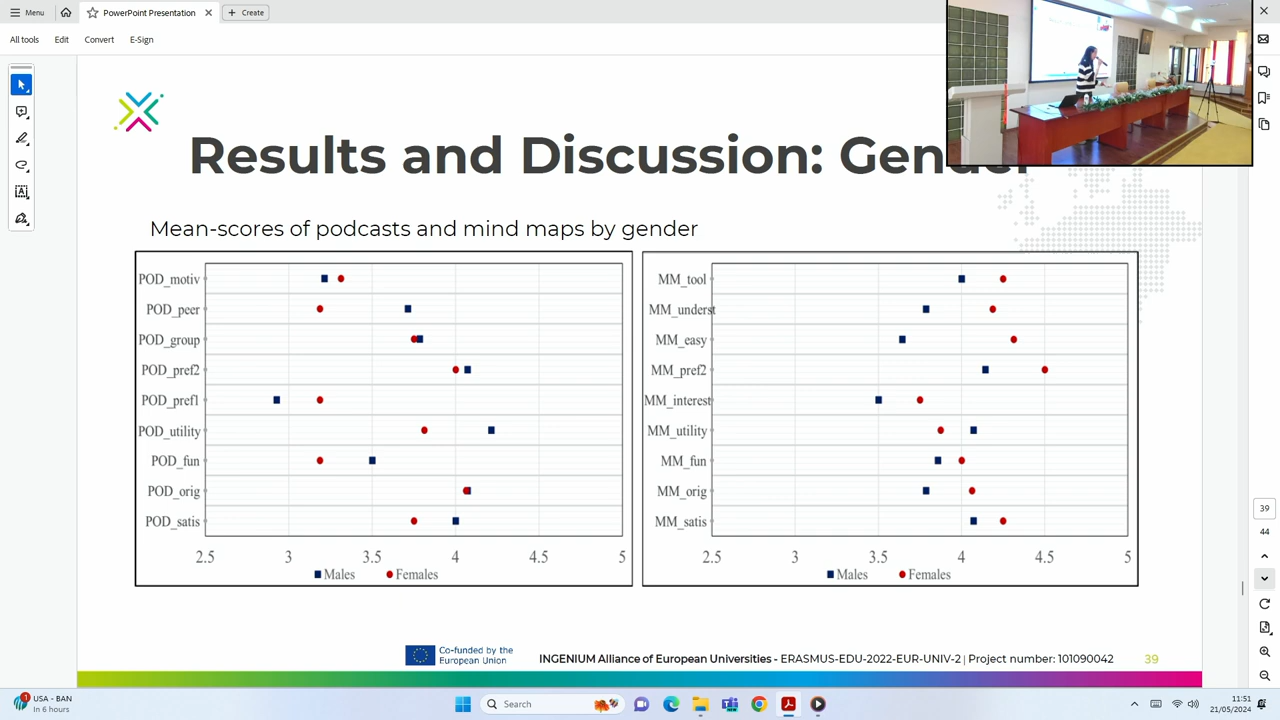 Menu
PowerPoint Presentation
Create
All tools
Edit
Convert
E-Sign
Results and Discussion: Gender
Mean-scores of podcasts and mind maps by gender
POD_motiv
POD_peer
POD_group
POD_pref2
POD_pref1
POD_utility
POD_fun
POD_orig
POD_satis
2.5 3 3.5 4 4.5 5
Males Females
MM_tool
MM_underst
MM_easy
MM_pref2
MM_interest
MM_utility
MM_fun
MM_orig
MM_satis
2.5 3 3.5 4 4.5 5
Males Females
39
44
Co-funded by the
European Union
INGENIUM Alliance of European Universities - ERASMUS-EDU-2022-EUR-UNIV-2 | Project number: 101090042
39
1
USA - BAN
In 6 hours
Search
11:51
21/05/2024